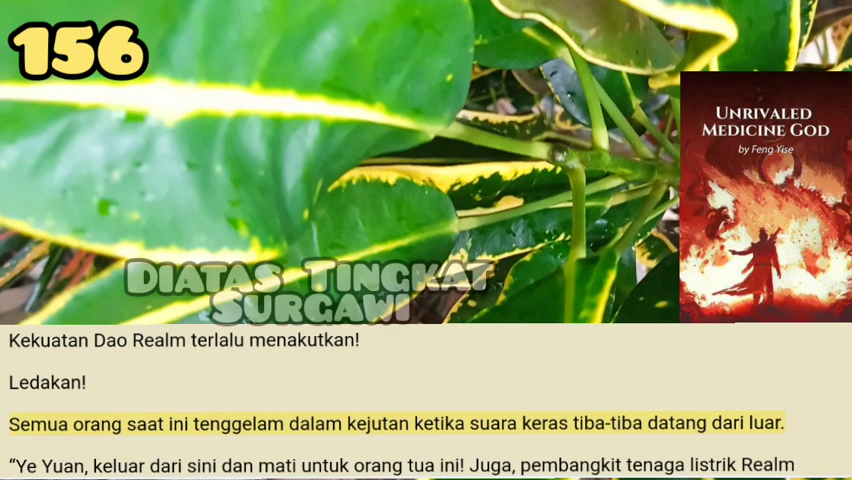 156
UNRIVALED
MEDICINE GOD
by Feng Yise
DIATAS TINGKAT
SURGAWI
Kekuatan Dao Realm terlalu menakutkan!
Ledakan!
Semua orang saat ini tenggelam dalam kejutan ketika suara keras tiba-tiba datang dari luar.
“Ye Yuan, keluar dari sini dan mati untuk orang tua ini! Juga, pembangkit tenaga listrik Realm